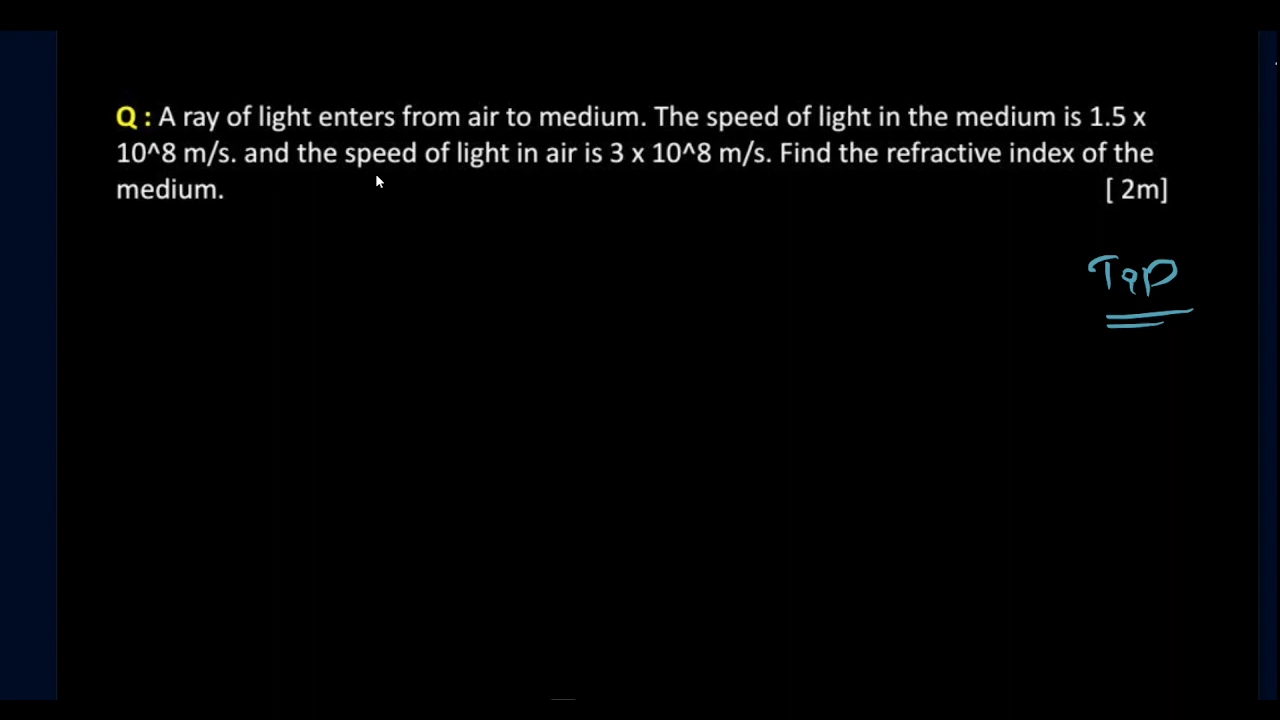 Q : A ray of light enters from air to medium. The speed of light in the medium is 1.5 x
10^8 m/s. and the speed of light in air is 3 x 10^8 m/s. Find the refractive index of the
medium. [ 2m]